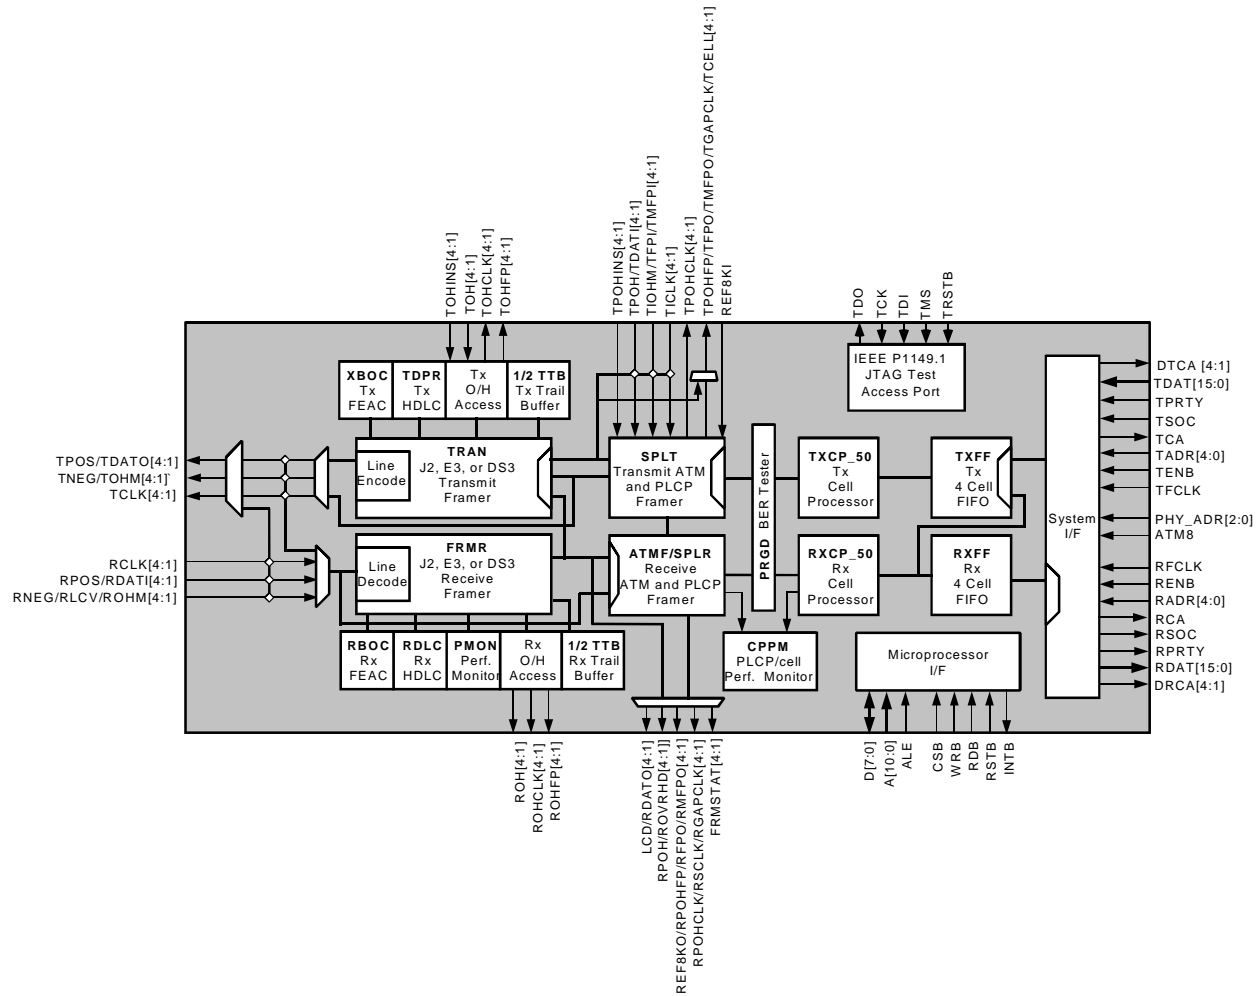 TOHINS[4:1]
TOH[4:1]
TOHCLK[4:1]
TOHFP[4:1]
TPOHINS[4:1]
TPOH/TDATI[4:1]
TIOHM/TFPI/TMFPI[4:1]
TICLK[4:1]
TPOHCLK[4:1]
TPOHFP/TFPO/TMFPO/TGAPCLK/TCELL[4:1]
REF8KI
TDO
TCK
TDI
TMS
TRSTB
XBOC
Tx
FEAC
TDPR
Tx
HDLC
Tx
O/H
Access
1/2 TTB
Tx Trail
Buffer
IEEE P1149.1
JTAG Test
Access Port
TPOS/TDATO[4:1]
TNEG/TOHM[4:1]'
TCLK[4:1]
Line
Encode
TRAN
J2, E3, or DS3
Transmit
Framer
SPLT
Transmit ATM
and PLCP
Framer
PRGD BER Tester
TXCP_50
Tx
Cell
Processor
TXFF
Tx
4 Cell
FIFO
System
I/F
DTCA [4:1]
TDAT[15:0]
TPRTY
TSOC
TCA
TADR[4:0]
TENB
TFCLK
PHY_ADR[2:0]
ATM8
RFCLK
RENB
RADR[4:0]
RCA
RSOC
RPRTY
RDAT[15:0]
DRCA[4:1]
RCLK[4:1]
RPOS/RDATI[4:1]
RNEG/RLCV/ROHM[4:1]
Line
Decode
FRMR
J2, E3, or DS3
Receive
Framer
ATMF/SPLR
Receive
ATM and PLCP
Framer
RXCP_50
Rx
Cell
Processor
RXFF
Rx
4 Cell
FIFO
RBOC
Rx
FEAC
RDLC
Rx
HDLC
PMON
Perf.
Monitor
Rx
O/H
Access
1/2 TTB
Rx Trail
Buffer
CPPM
PLCP/cell
Perf. Monitor
Microprocessor
I/F
ROH[4:1]
ROHCLK[4:1]
ROHFP[4:1]
LCD/RDATO[4:1]
RPOH/ROVRHD[4:1]]
REF8KO/RPOHFP/RFPO/RMFPO[4:1]
RPOHCLK/RSCLK/RGAPCLK[4:1]
FRMSTAT[4:1]
D[7:0]
A[10:0]
ALE
CSB
WRB
RDB
RSTB
INTB